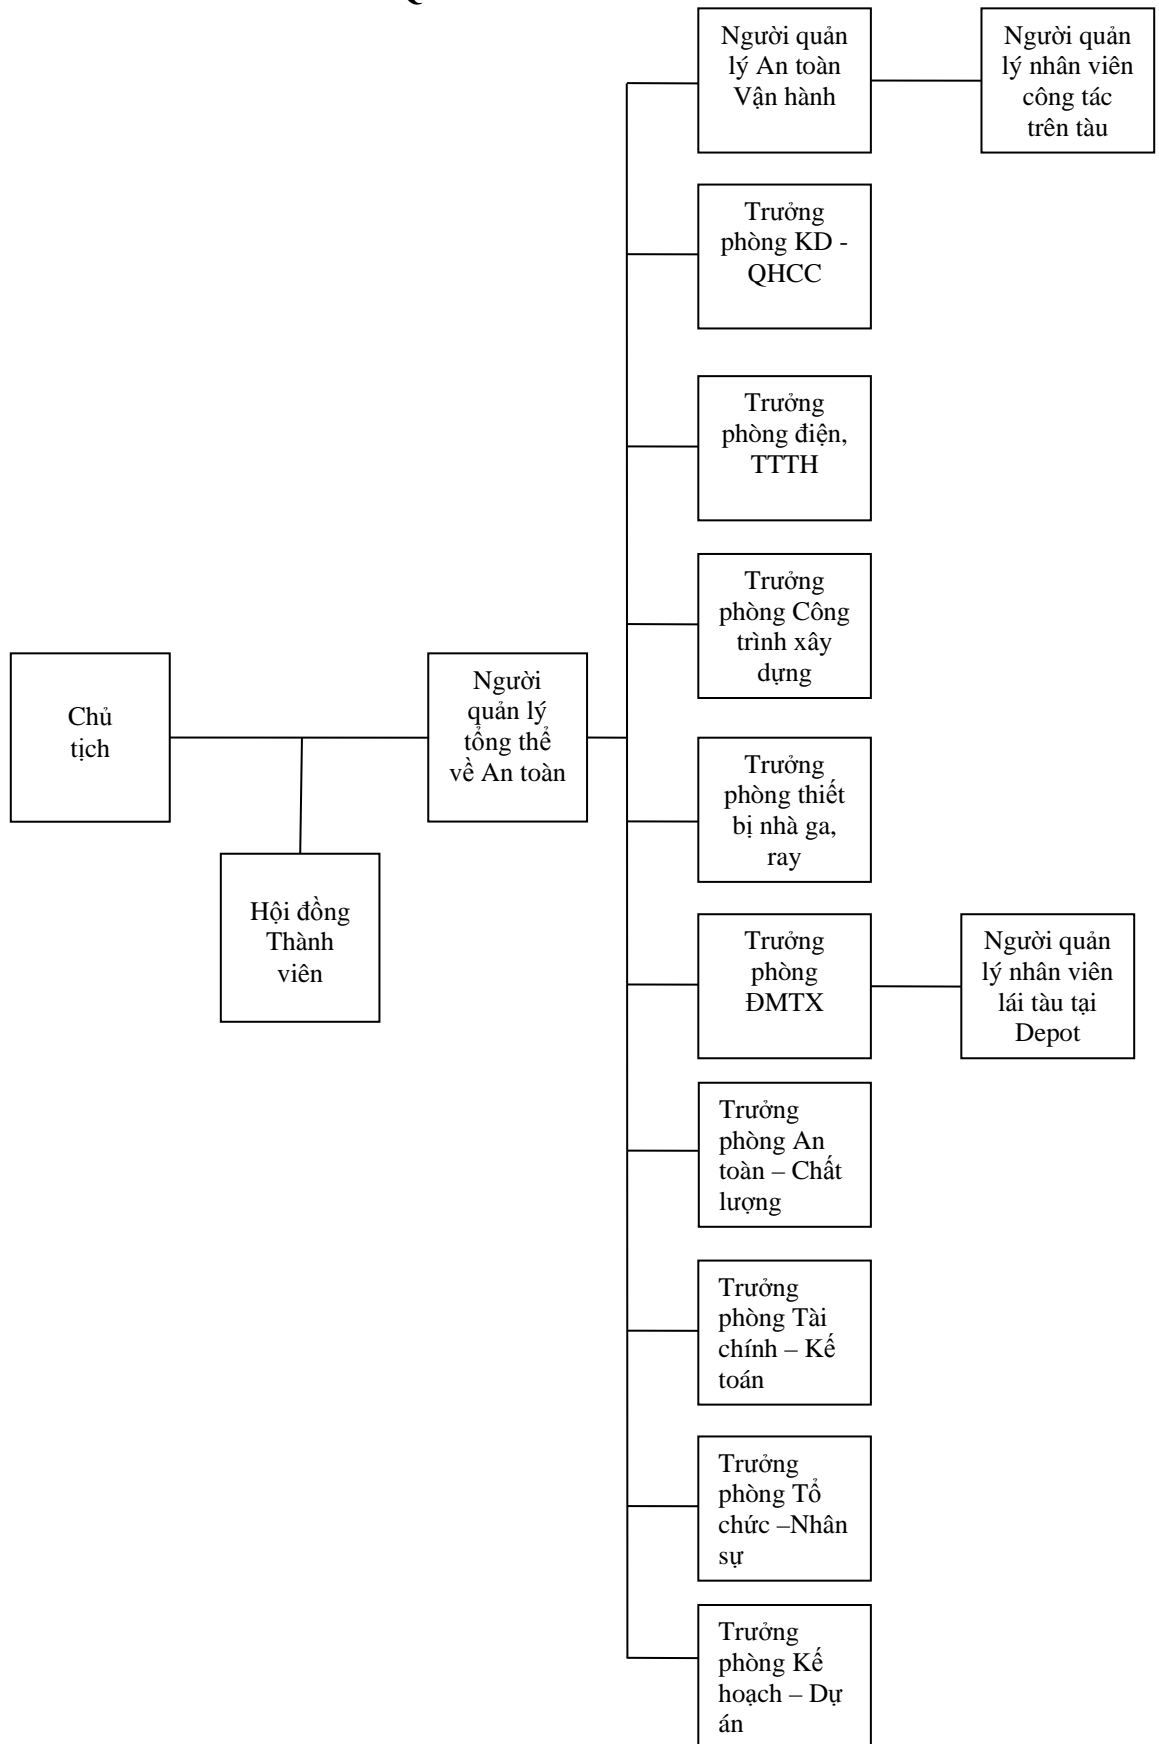 Người quản
lý An toàn
Vận hành
Người quản
lý nhân viên
công tác
trên tàu
Trưởng
phòng KD -
QHCC
Trưởng
phòng điện,
TTTH
Trưởng
phòng Công
trình xây
dựng
Chủ
tịch
Người
quản lý
tổng thể
về An toàn
Hội đồng
Thành
viên
Trưởng
phòng thiết
bị nhà ga,
ray
Trưởng
phòng
ĐMTX
Người quản
lý nhân viên
lái tàu tại
Depot
Trưởng
phòng An
toàn – Chất
lượng
Trưởng
phòng Tài
chính – Kế
toán
Trưởng
phòng Tổ
chức –Nhân
sự
Trưởng
phòng Kế
hoạch – Dự
án